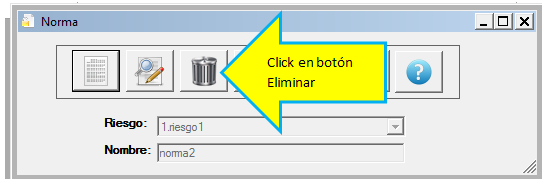 Norma
Click en botón
Eliminar
?
Riesgo: 1.riesgo1
Nombre: norma2